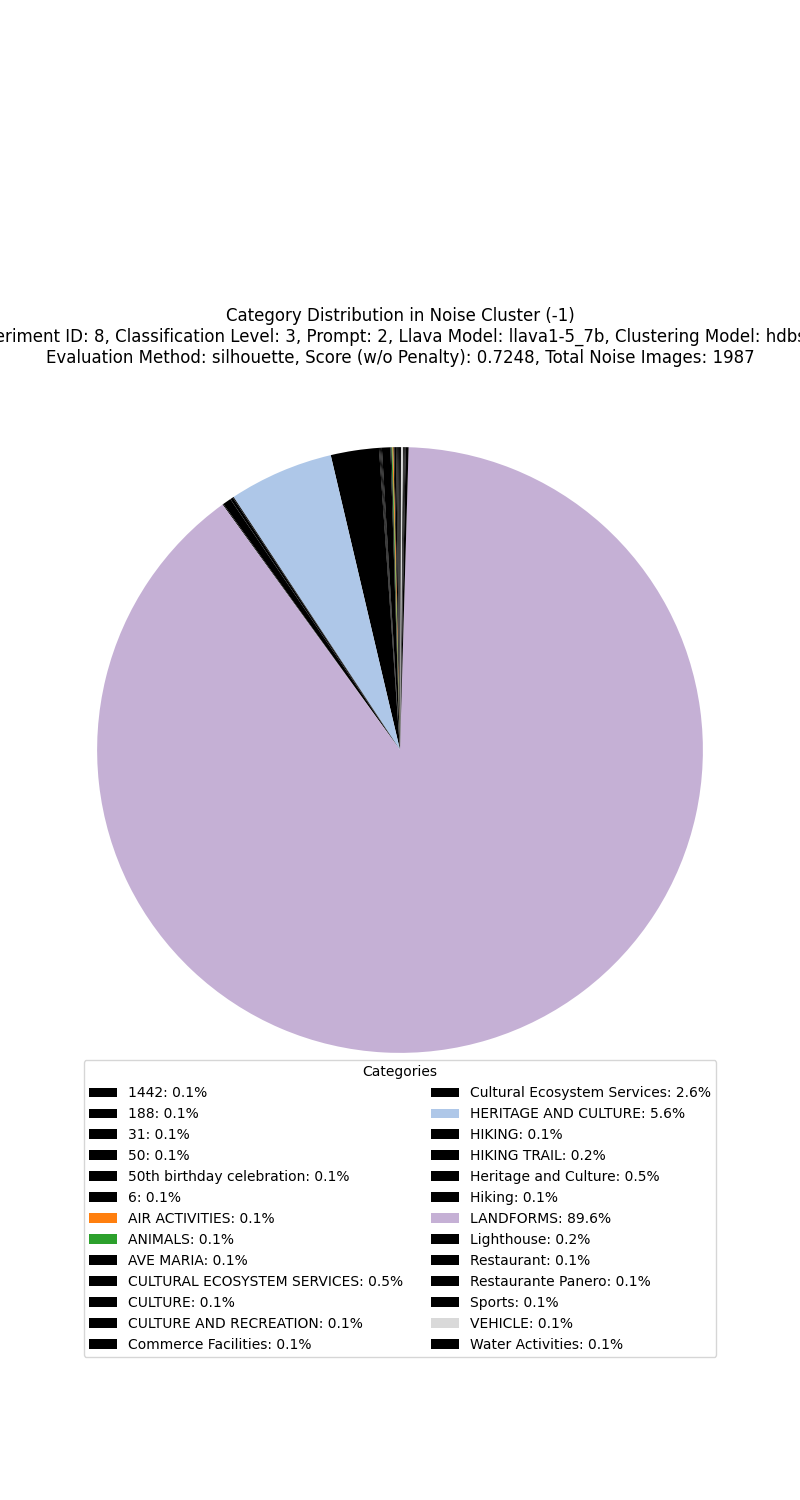 Category Distribution in Noise Cluster (-1)
eriment ID: 8, Classification Level: 3, Prompt: 2, Llava Model: llava1-5_7b, Clustering Model: hdbs
Evaluation Method: silhouette, Score (w/o Penalty): 0.7248, Total Noise Images: 1987
Categories
1442: 0.1%
188: 0.1%
31: 0.1%
50: 0.1%
50th birthday celebration: 0.1%
6: 0.1%
AIR ACTIVITIES: 0.1%
ANIMALS: 0.1%
AVE MARIA: 0.1%
CULTURAL ECOSYSTEM SERVICES: 0.5%
CULTURE: 0.1%
CULTURE AND RECREATION: 0.1%
Commerce Facilities: 0.1%
Cultural Ecosystem Services: 2.6%
HERITAGE AND CULTURE: 5.6%
HIKING: 0.1%
HIKING TRAIL: 0.2%
Heritage and Culture: 0.5%
Hiking: 0.1%
LANDFORMS: 89.6%
Lighthouse: 0.2%
Restaurant: 0.1%
Restaurante Panero: 0.1%
Sports: 0.1%
VEHICLE: 0.1%
Water Activities: 0.1%